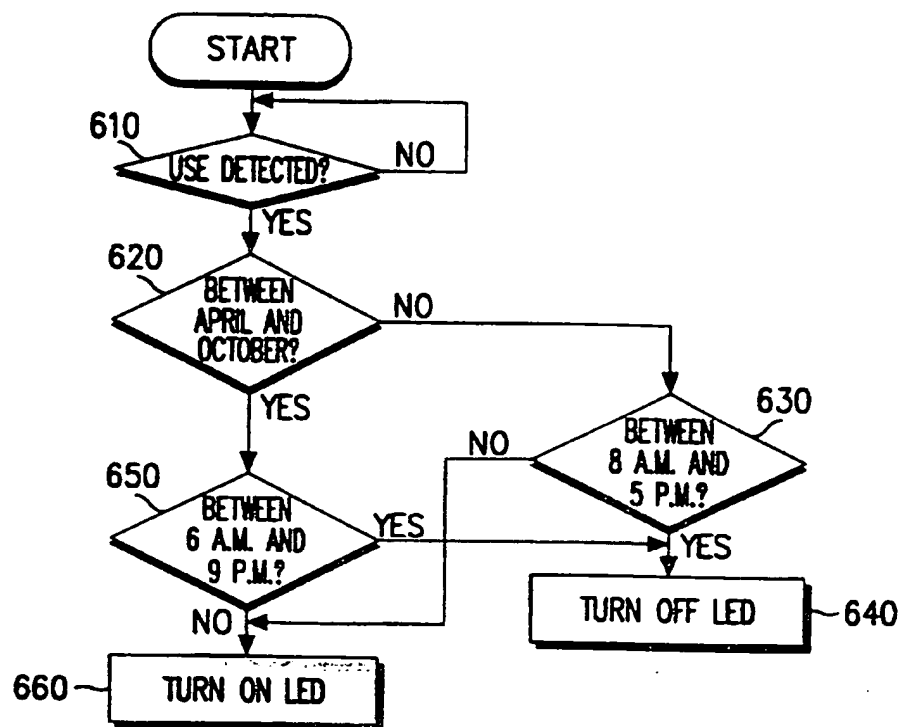 START
610
USE DETECTED?
NO
YES
620
BETWEEN
APRIL AND
OCTOBER?
NO
YES
630
BETWEEN
8 A.M. AND
5 P.M.?
NO
YES
650
BETWEEN
6 A.M. AND
9 P.M.?
YES
NO
TURN OFF LED
640
660
TURN ON LED